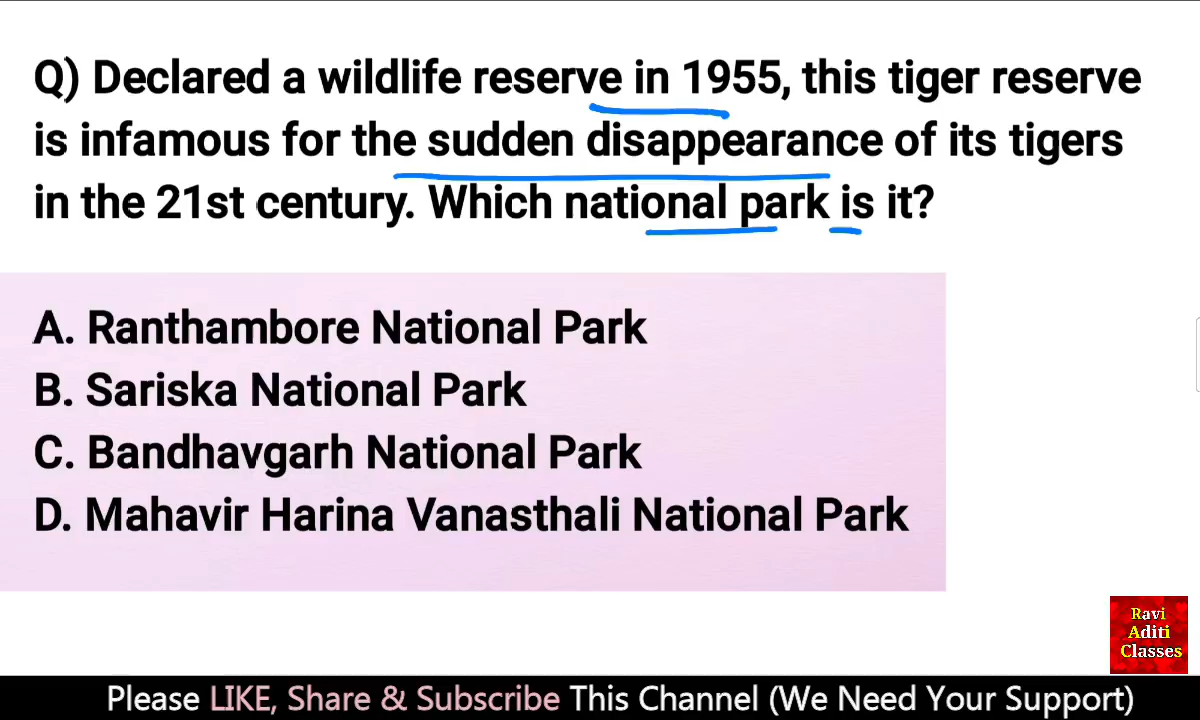 Q) Declared a wildlife reserve in 1955, this tiger reserve
is infamous for the sudden disappearance of its tigers
in the 21st century. Which national park is it?
A. Ranthambore National Park
B. Sariska National Park
C. Bandhavgarh National Park
D. Mahavir Harina Vanasthali National Park
Ravi
Aditi
Classes
Please LIKE, Share & Subscribe This Channel (We Need Your Support)